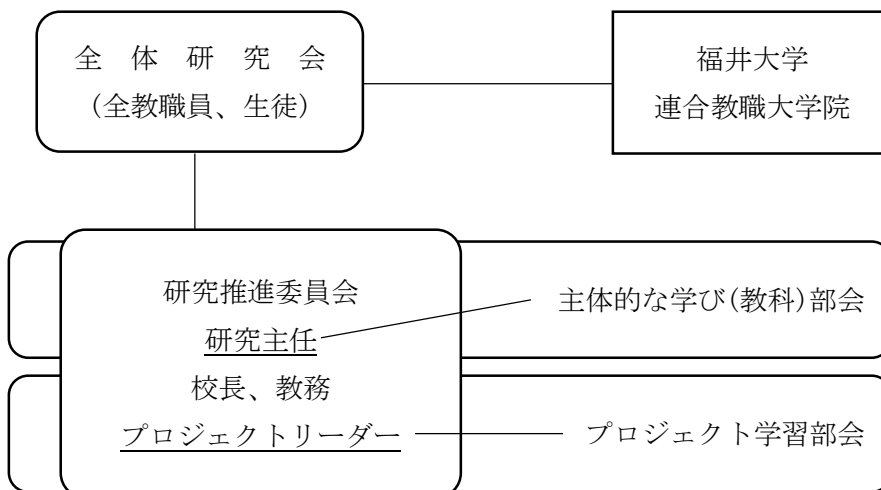 全体研究会
(全教職員、生徒)
福井大学
連合教職大学院
研究推進委員会
研究主任
校長、教務
プロジェクトリーダー
主体的な学び(教科)部会
プロジェクト学習部会